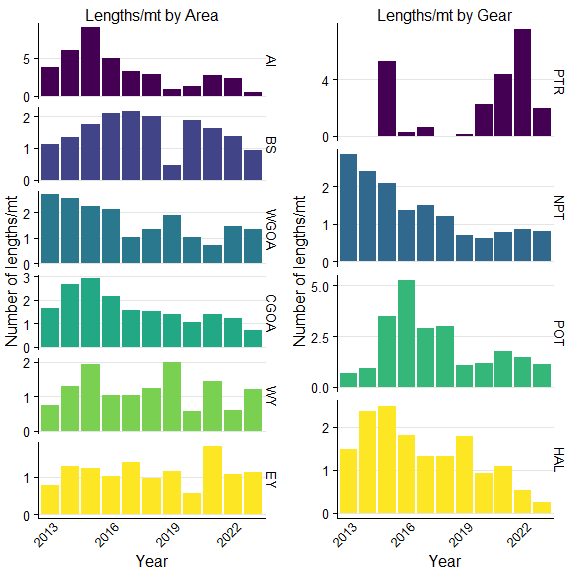 Lengths/mt by Area
Number of lengths/mt
5
0
AI
2
1
0
BS
2
1
0
WGOA
3
2
1
0
CGOA
2
1
0
WY
1
0
EY
2013
2016
2019
2022
Year
Lengths/mt by Gear
Number of lengths/mt
4
0
PTR
2
1
0
NPT
5.0
2.5
0.0
POT
2
1
0
HAL
2013
2016
2019
2022
Year